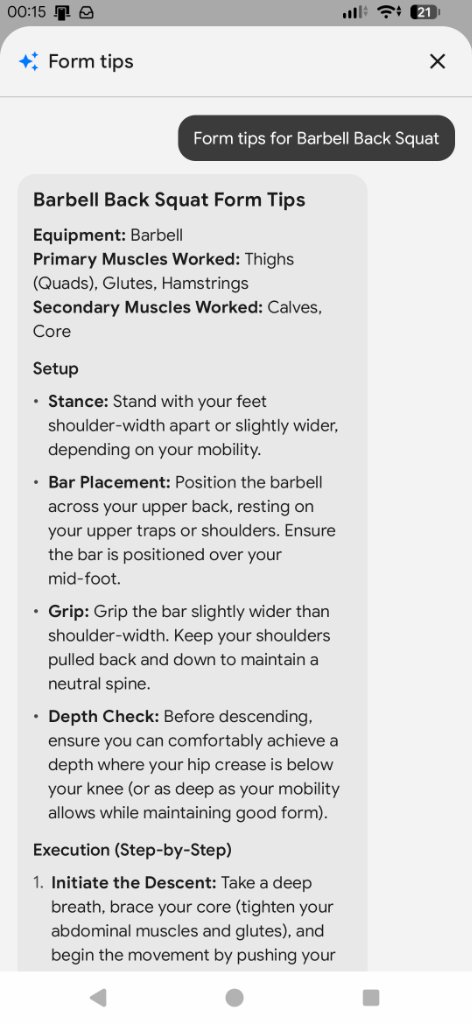 00:15
21
Form tips
Form tips for Barbell Back Squat
Barbell Back Squat Form Tips
Equipment: Barbell
Primary Muscles Worked: Thighs
(Quads), Glutes, Hamstrings
Secondary Muscles Worked: Calves,
Core
Setup
• Stance: Stand with your feet
shoulder-width apart or slightly wider,
depending on your mobility.
• Bar Placement: Position the barbell
across your upper back, resting on
your upper traps or shoulders. Ensure
the bar is positioned over your
mid-foot.
• Grip: Grip the bar slightly wider than
shoulder-width. Keep your shoulders
pulled back and down to maintain a
neutral spine.
• Depth Check: Before descending,
ensure you can comfortably achieve a
depth where your hip crease is below
your knee (or as deep as your mobility
allows while maintaining good form).
Execution (Step-by-Step)
1. Initiate the Descent: Take a deep
breath, brace your core (tighten your
abdominal muscles and glutes), and
begin the movement by pushing your